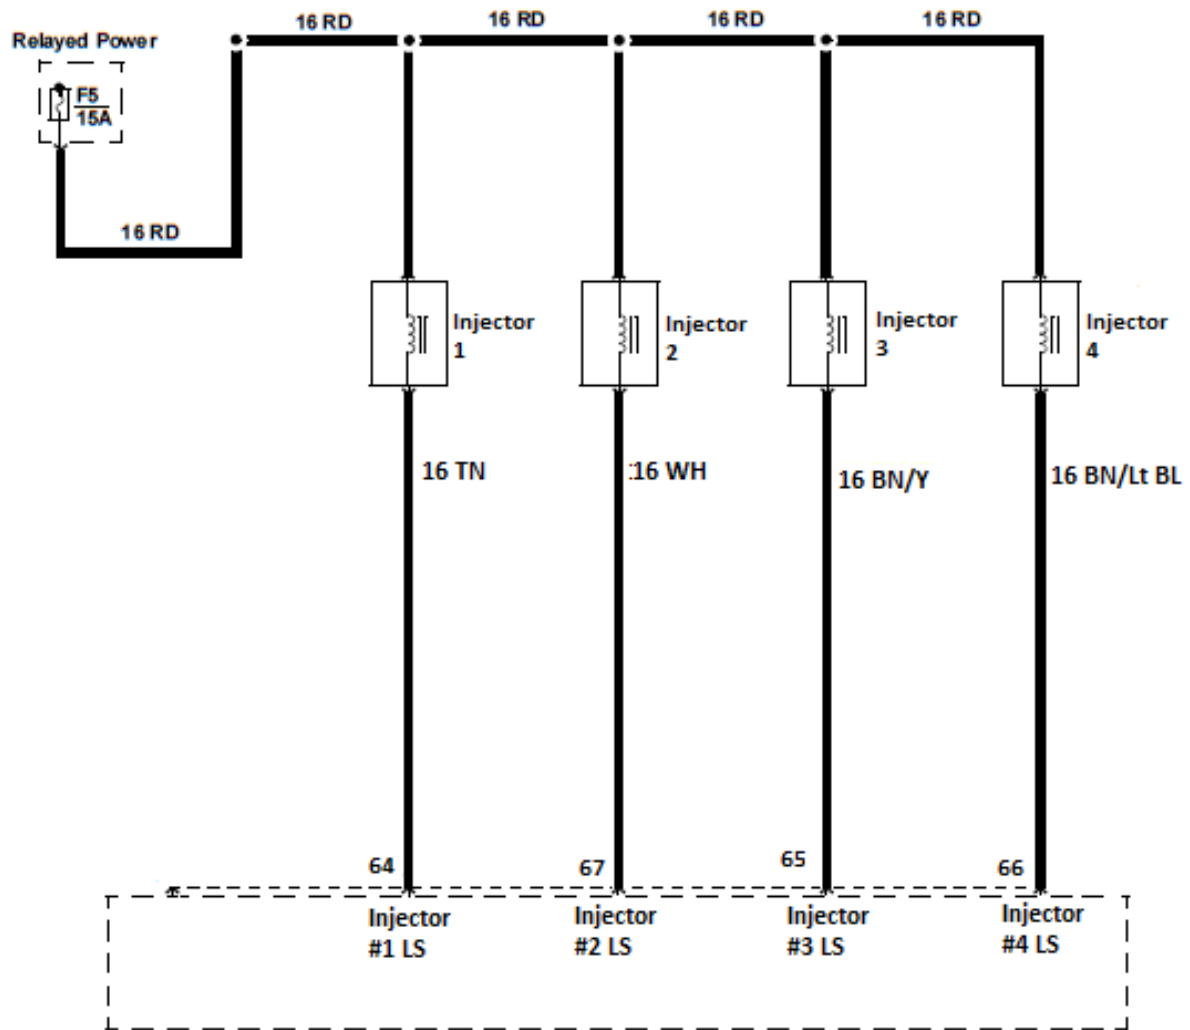 16 RD
16 RD
16 RD
16 RD
Relayed Power
F5
15A
16 RD
Injector
1
Injector
2
Injector
3
Injector
4
16 TN
:16 WH
16 BN/Y
16 BN/Lt BL
64
67
65
66
Injector
#1 LS
Injector
#2 LS
Injector
#3 LS
Injector
#4 LS